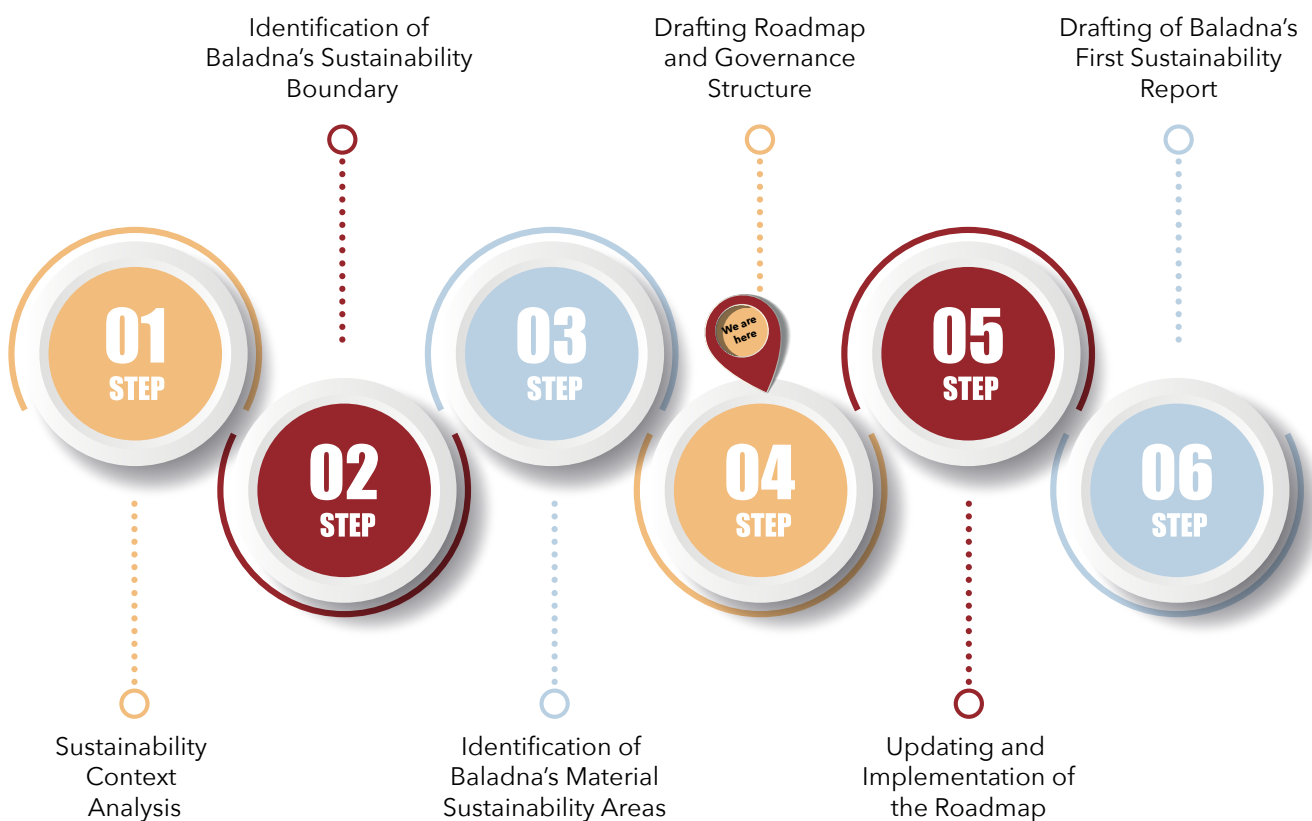 Identification of
Baladna’s Sustainability
Boundary
Drafting Roadmap
and Governance
Structure
Drafting of Baladna’s
First Sustainability
Report
01
STEP
02
STEP
03
STEP
We are
here
04
STEP
05
STEP
06
STEP
Sustainability
Context
Analysis
Identification of
Baladna’s Material
Sustainability Areas
Updating and
Implementation of
the Roadmap